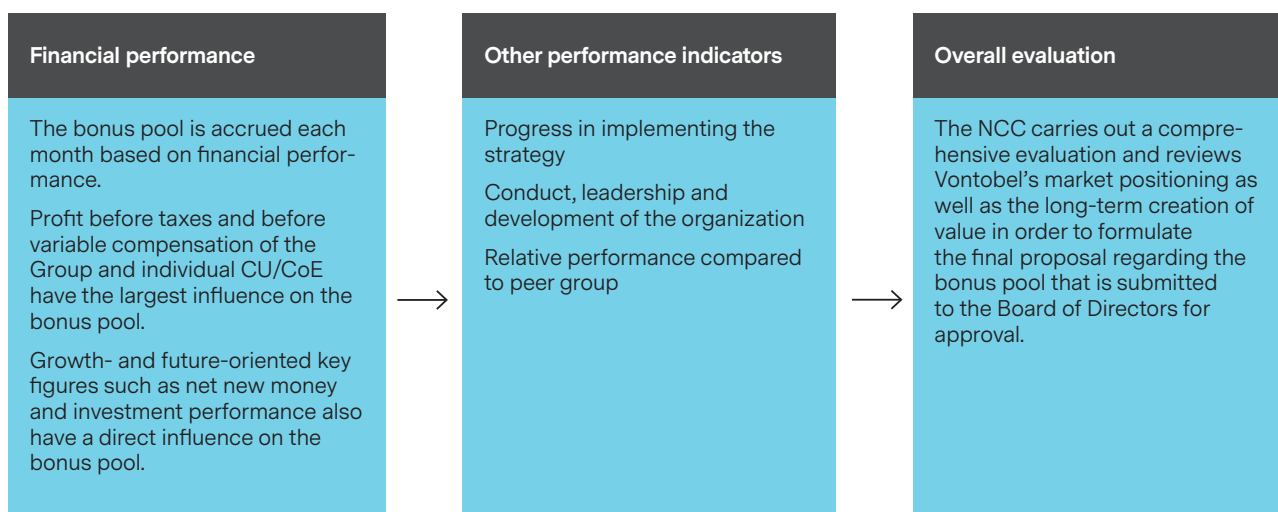 Financial performance
The bonus pool is accrued each
month based on financial perfor-
mance.
Profit before taxes and before
variable compensation of the
Group and individual CU/CoE
have the largest influence on the
bonus pool.
Growth- and future-oriented key
figures such as net new money
and investment performance also
have a direct influence on the
bonus pool.
Other performance indicators
Progress in implementing the
strategy
Conduct, leadership and
development of the organization
Relative performance compared
to peer group
Overall evaluation
The NCC carries out a compre-
hensive evaluation and reviews
Vontobel’s market positioning as
well as the long-term creation of
value in order to formulate
the final proposal regarding the
bonus pool that is submitted
to the Board of Directors for
approval.